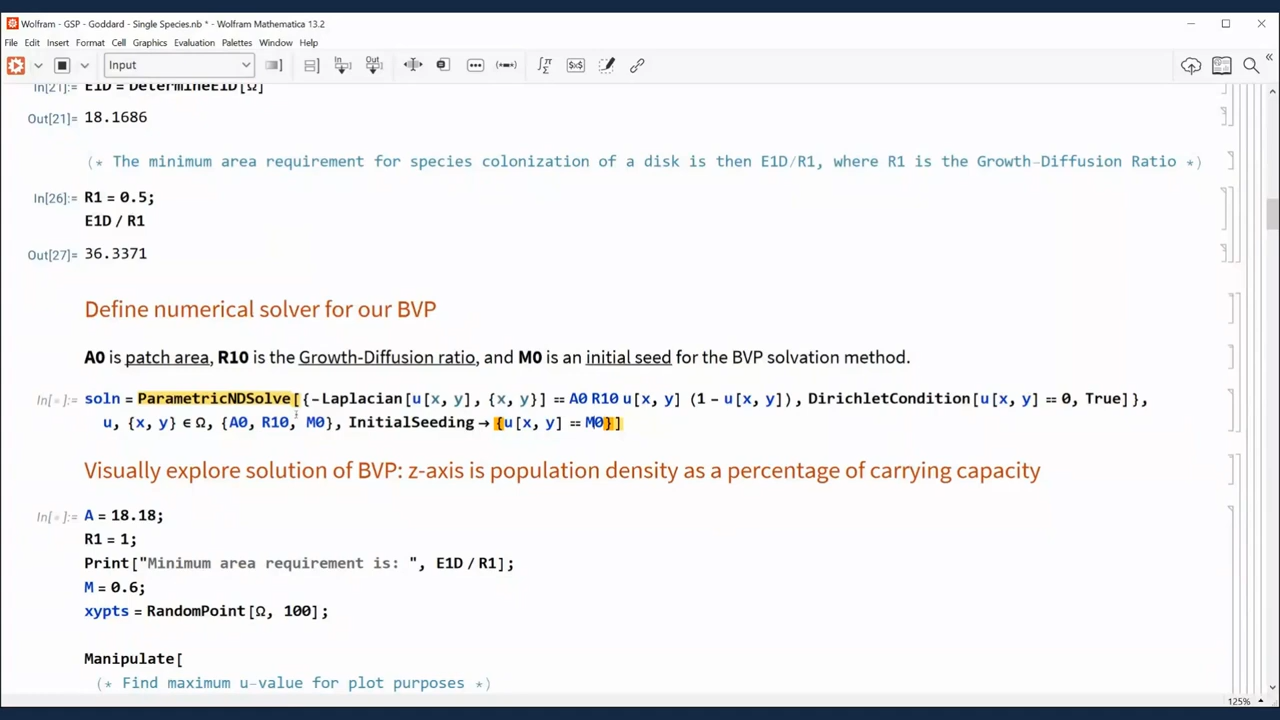 Wolfram - GSP - Goddard - Single Species.nb * - Wolfram Mathematica 13.2
File Edit Insert Format Cell Graphics Evaluation Palettes Window Help
Input
In[21]:= E1D = DetermineE1D[Ω]
Out[21]= 18.1686
(* The minimum area requirement for species colonization of a disk is then E1D/R1, where R1 is the Growth-Diffusion Ratio *)
In[26]:= R1 = 0.5;
E1D / R1
Out[27]= 36.3371
Define numerical solver for our BVP
A0 is patch area, R10 is the Growth-Diffusion ratio, and M0 is an initial seed for the BVP solvation method.
In[∘]:= soln = ParametricNDSolve[{-Laplacian[u[x, y], {x, y}] == A0 R10 u[x, y] (1 - u[x, y]), DirichletCondition[u[x, y] == 0, True]},
u, {x, y} ∈ Ω, {A0, R10, M0}, InitialSeeding → {u[x, y] == M0}]
Visually explore solution of BVP: z-axis is population density as a percentage of carrying capacity
In[∘]:= A = 18.18;
R1 = 1;
Print["Minimum area requirement is: ", E1D / R1];
M = 0.6;
xypts = RandomPoint[Ω, 100];
Manipulate[
(* Find maximum u-value for plot purposes *)
125%